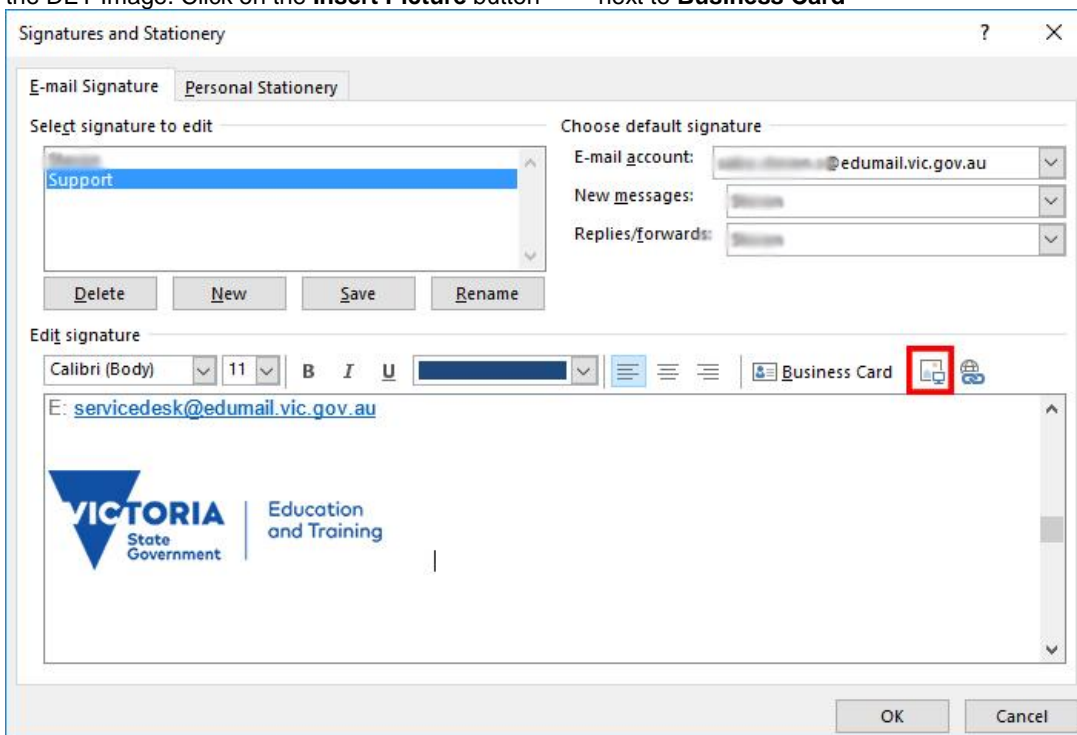 the DET image. Click on the Insert Picture button next to Business Card
Signatures and Stationery ?
E-mail Signature Personal Stationery
Select signature to edit
Choose default signature
E-mail account: @edumail.vic.gov.au
Support
New messages:
Replies/forwards:
Delete New Save Rename
Edit signature
Calibri (Body) 11 B I U Business Card
E: servicedesk@edumail.vic.gov.au
VICTORIA
State
Government
Education
and Training
OK Cancel